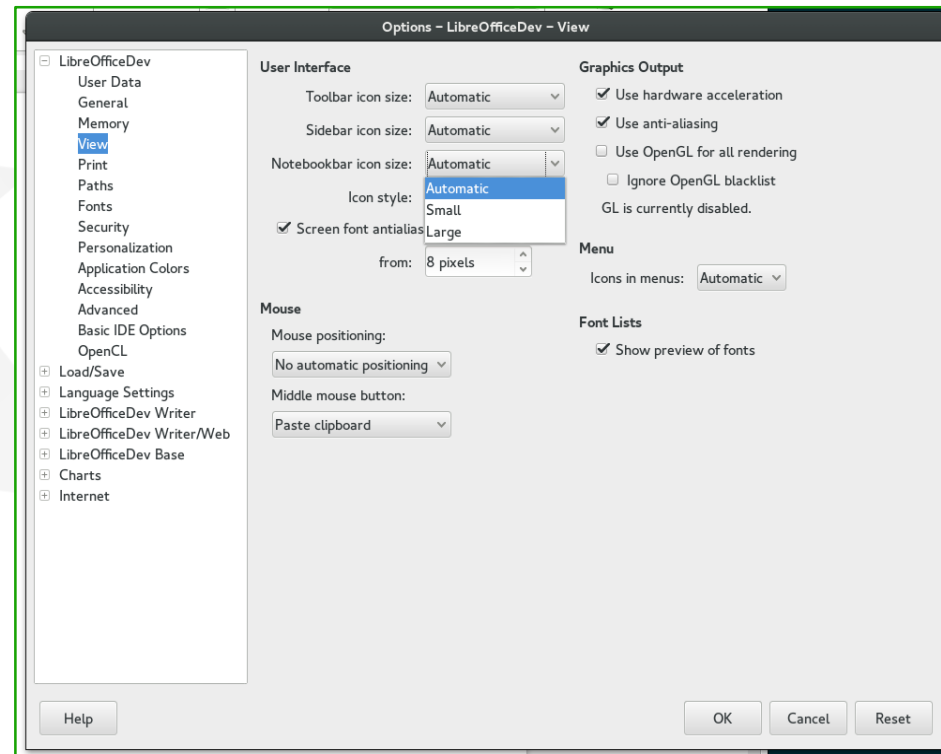 Options – LibreOfficeDev – View
LibreOfficeDev
User Data
General
Memory
View
Print
Paths
Fonts
Security
Personalization
Application Colors
Accessibility
Advanced
Basic IDE Options
OpenCL
Load/Save
Language Settings
LibreOfficeDev Writer
LibreOfficeDev Writer/Web
LibreOfficeDev Base
Charts
Internet
User Interface
Toolbar icon size: Automatic
Sidebar icon size: Automatic
Notebookbar icon size: Automatic
Automatic
Small
Large
Icon style:
Screen font antialias
from: 8 pixels
Mouse
Mouse positioning:
No automatic positioning
Middle mouse button:
Paste clipboard
Graphics Output
Use hardware acceleration
Use anti-aliasing
Use OpenGL for all rendering
Ignore OpenGL blacklist
GL is currently disabled.
Menu
Icons in menus: Automatic
Font Lists
Show preview of fonts
Help
OK
Cancel
Reset